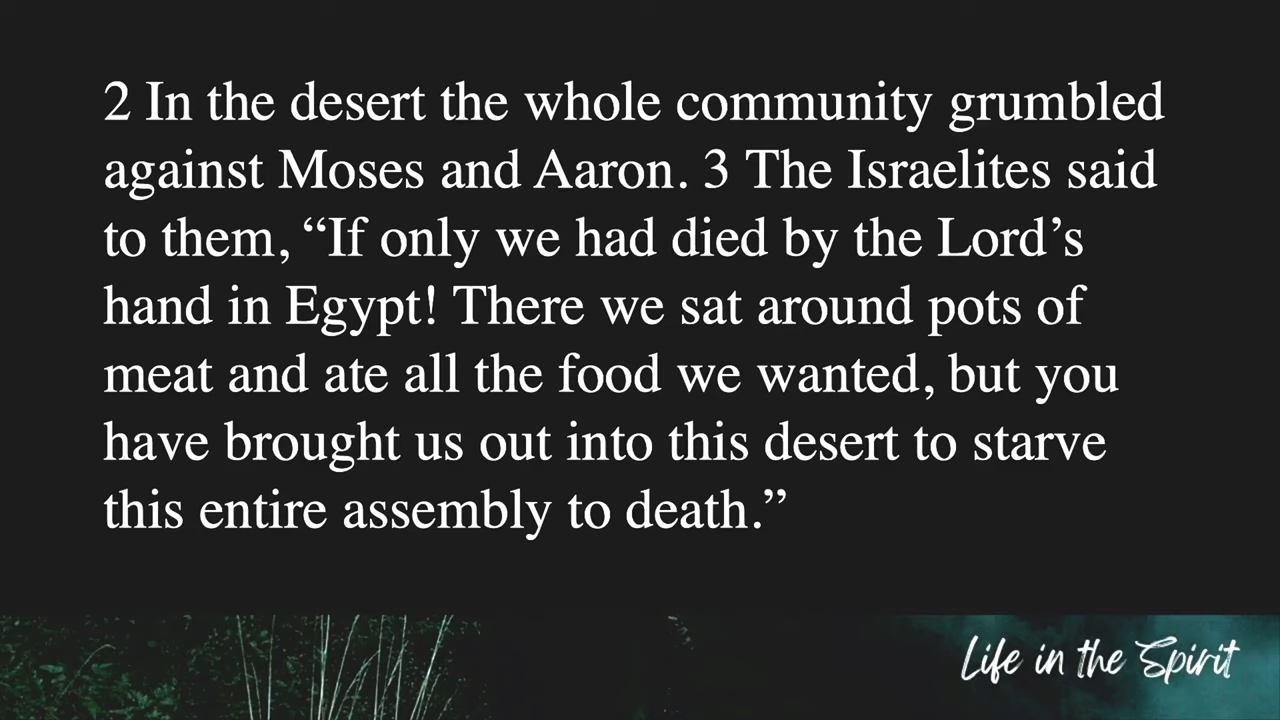 2 In the desert the whole community grumbled
against Moses and Aaron. 3 The Israelites said
to them, “If only we had died by the Lord’s
hand in Egypt! There we sat around pots of
meat and ate all the food we wanted, but you
have brought us out into this desert to starve
this entire assembly to death.”
Life in the Spirit